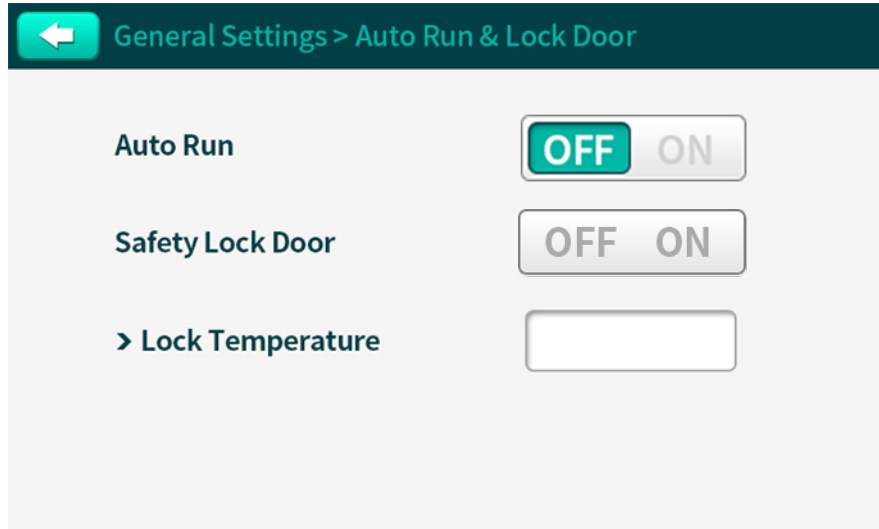 General Settings > Auto Run & Lock Door
Auto Run OFF ON
Safety Lock Door OFF ON
> Lock Temperature